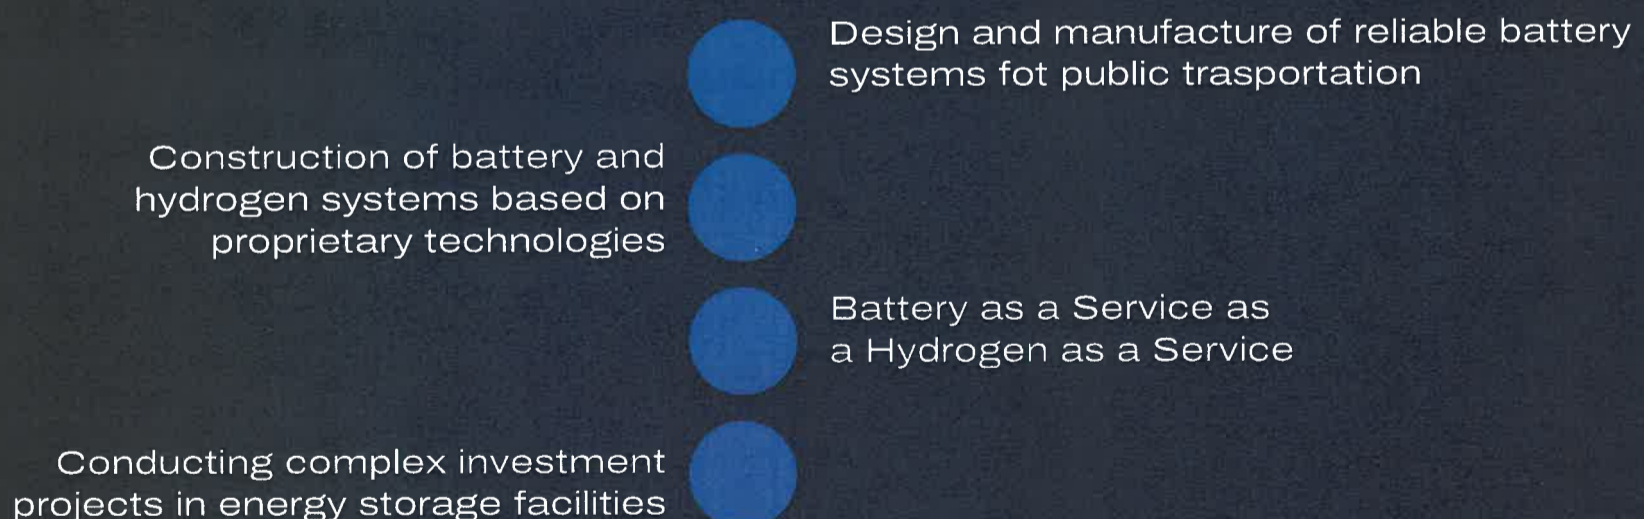 Design and manufacture of reliable battery
systems fot public trasportation
Construction of battery and
hydrogen systems based on
proprietary technologies
Battery as a Service as
a Hydrogen as a Service
Conducting complex investment
projects in energy storage facilities